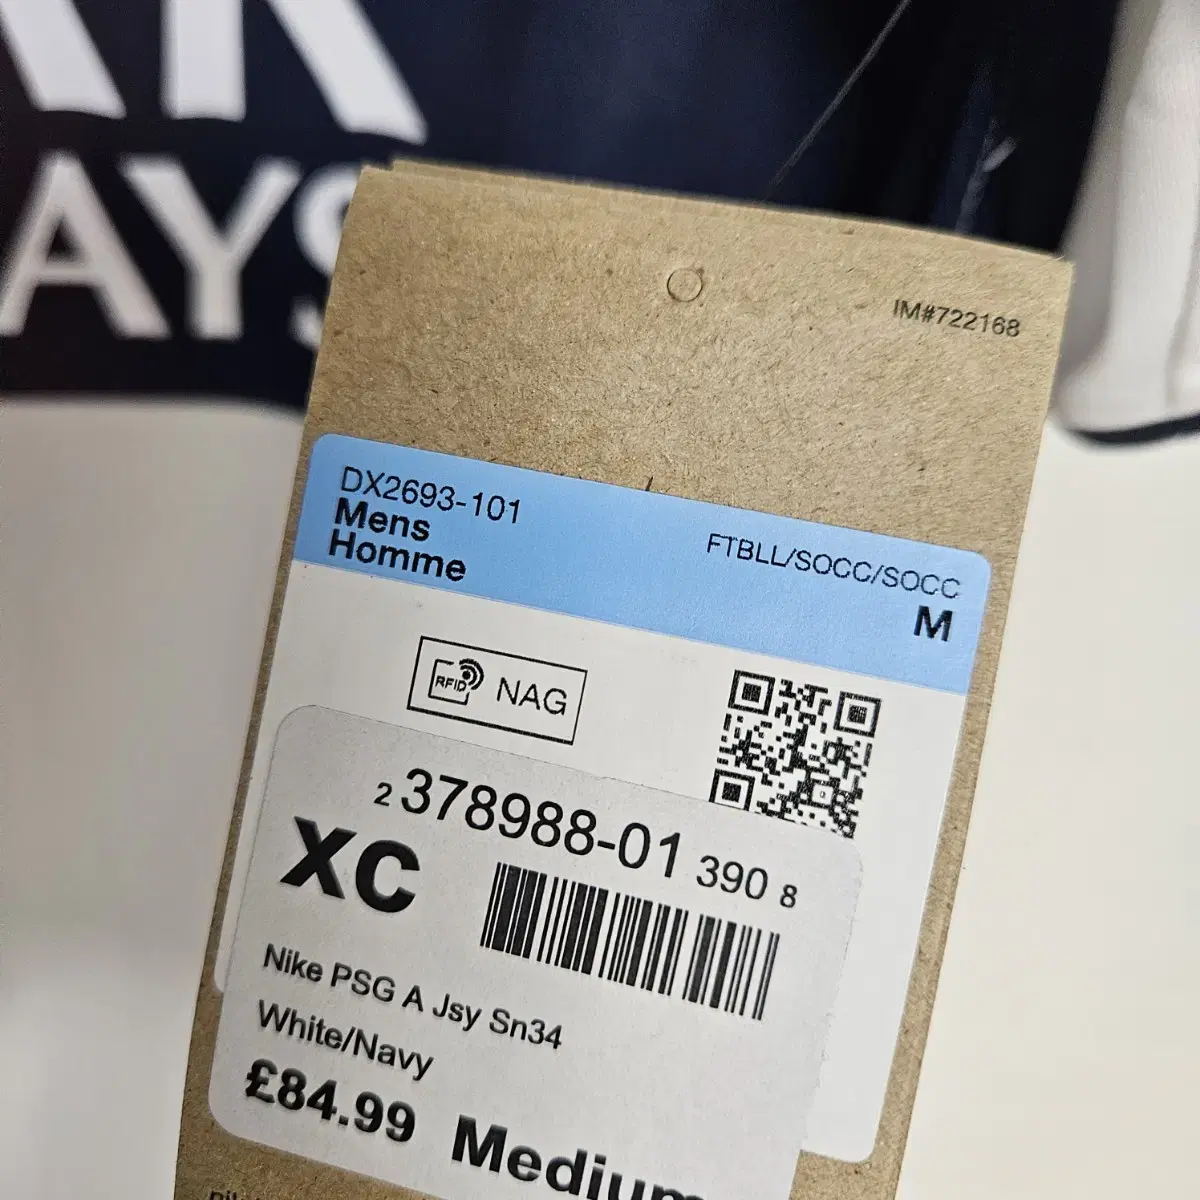 AYS
IM#722168
DX2693-101
Mens
Homme
FTBLL/SOCC/SOCC
M
RFID NAG
2 378988-01 390 8
XC
Nike PSG A Jsy Sn34
White/Navy
£84.99 Medium